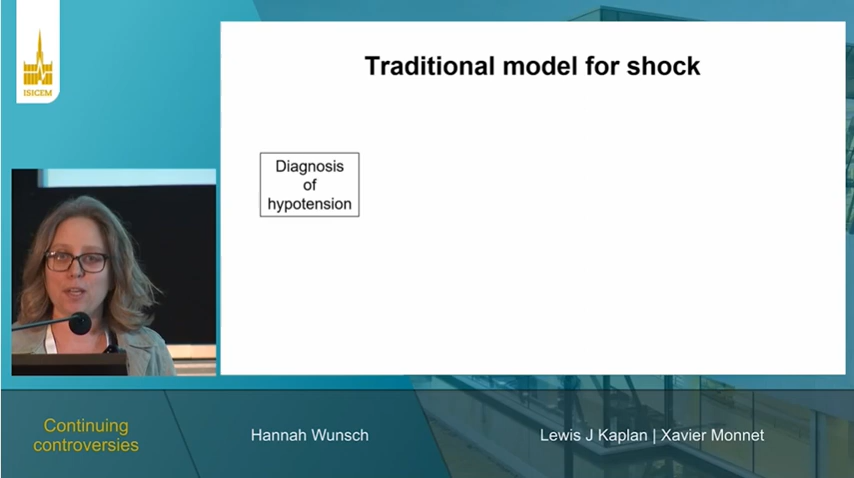 ISICEM
Traditional model for shock
Diagnosis
of
hypotension
Continuing
controversies
Hannah Wunsch
Lewis J Kaplan | Xavier Monnet